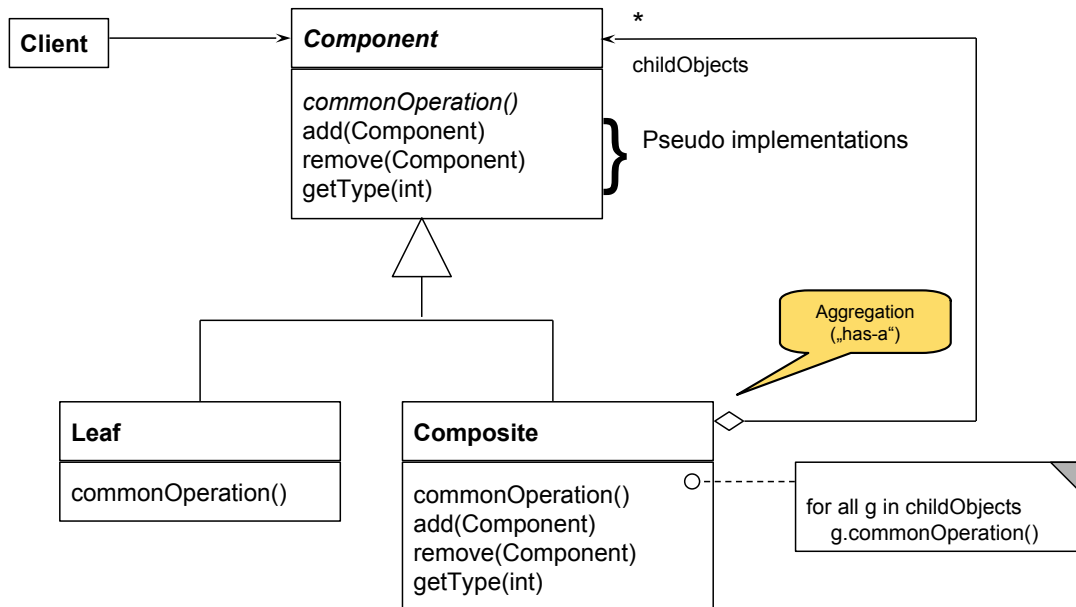 Client
Component
*
childObjects
commonOperation()
add(Component)
remove(Component)
getType(int)
}
Pseudo implementations
Aggregation
(„has-a“)
Leaf
commonOperation()
Composite
commonOperation()
add(Component)
remove(Component)
getType(int)
for all g in childObjects
g.commonOperation()